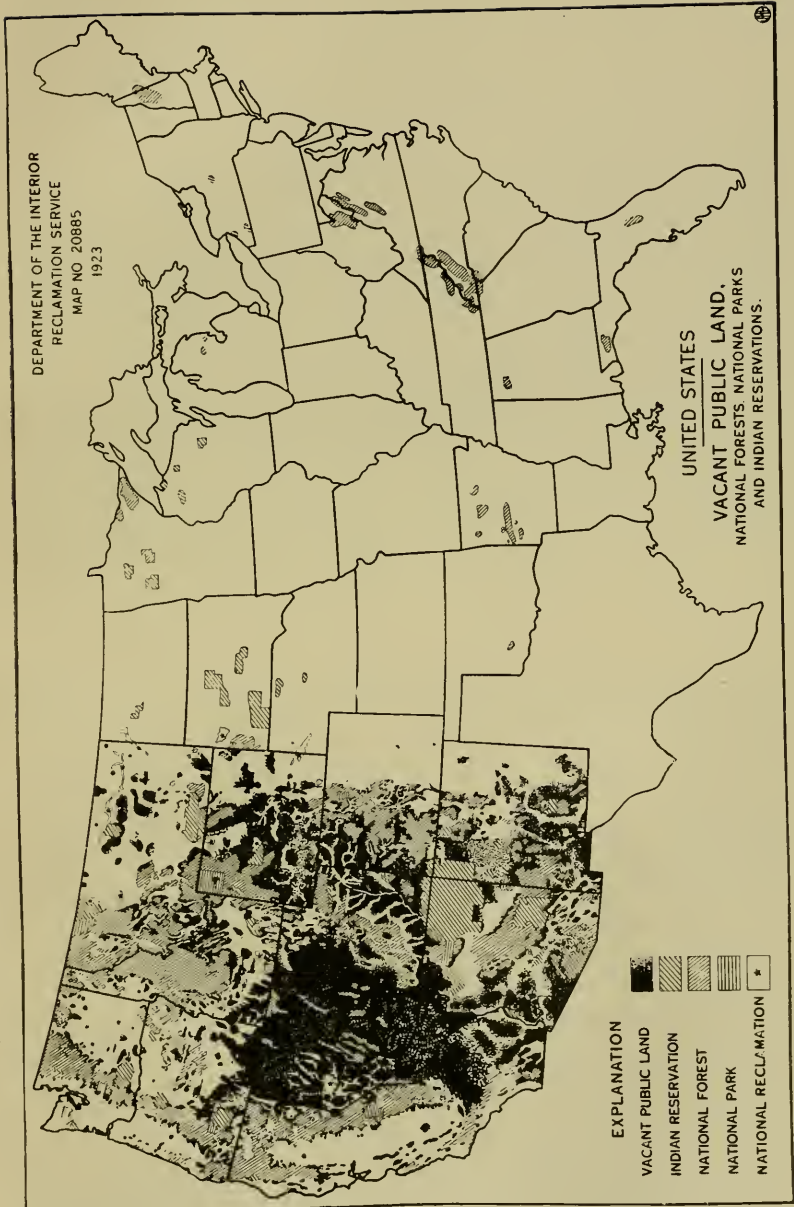 DEPARTMENT OF THE INTERIOR
RECLAMATION SERVICE
MAP NO 20885
1923
UNITED STATES
VACANT PUBLIC LAND,
NATIONAL FORESTS. NATIONAL PARKS
AND INDIAN RESERVATIONS.
EXPLANATION
VACANT PUBLIC LAND
INDIAN RESERVATION
NATIONAL FOREST
NATIONAL PARK
NATIONAL RECLAMATION